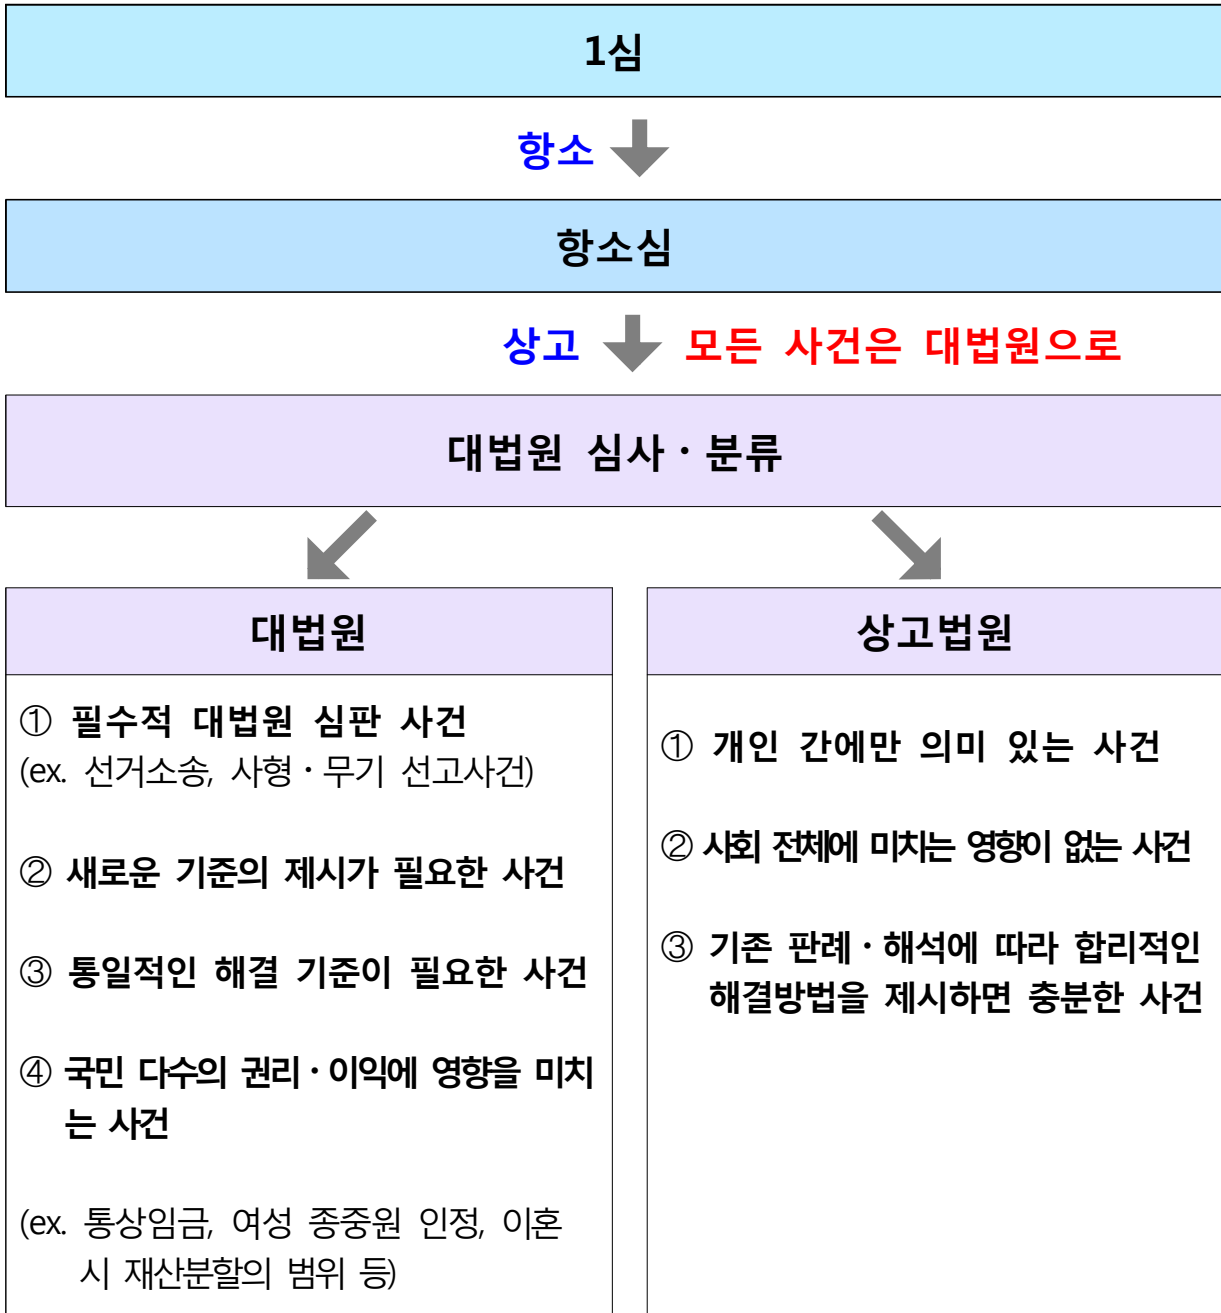 1심
항소
항소심
상고 모든 사건은 대법원으로
대법원 심사·분류
대법원
① 필수적 대법원 심판 사건
(ex. 선거소송, 사형·무기 선고사건)
② 새로운 기준의 제시가 필요한 사건
③ 통일적인 해결 기준이 필요한 사건
④ 국민 다수의 권리·이익에 영향을 미치
는 사건
(ex. 통상임금, 여성 종중원 인정, 이혼
시 재산분할의 범위 등)
상고법원
① 개인 간에만 의미 있는 사건
② 사회 전체에 미치는 영향이 없는 사건
③ 기존 판례·해석에 따라 합리적인
해결방법을 제시하면 충분한 사건